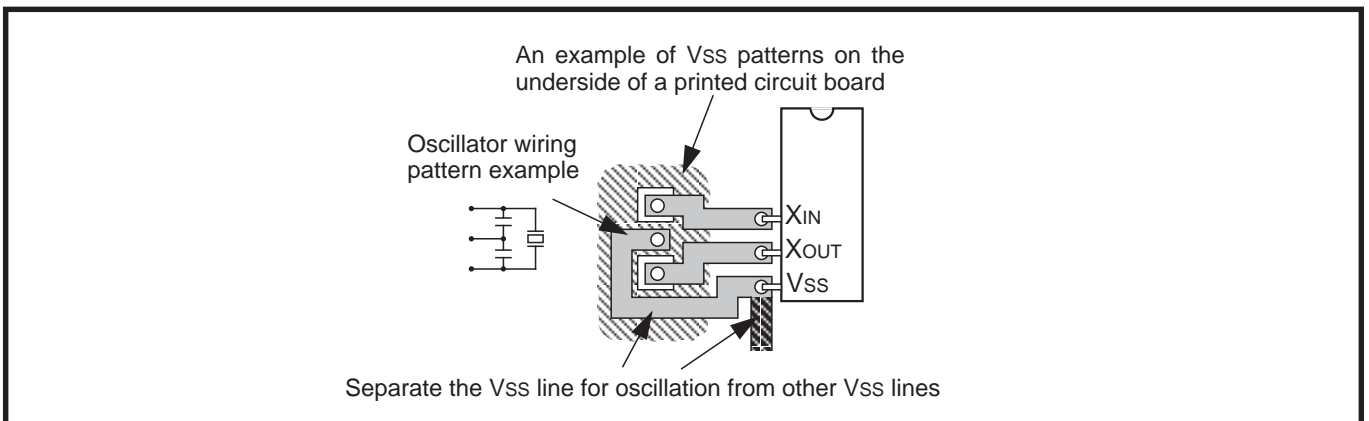 An example of VSS patterns on the
underside of a printed circuit board
Oscillator wiring
pattern example
XIN
XOUT
VSS
Separate the VSS line for oscillation from other VSS lines